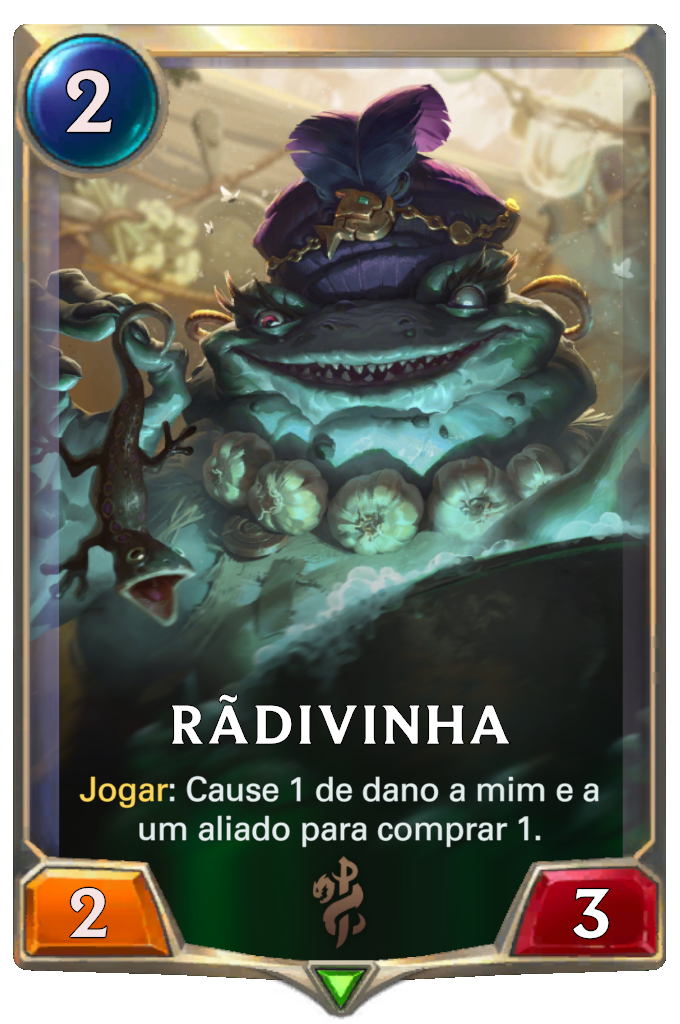 2
RÃDIVINHA
Jogar: Cause 1 de dano a mim e a
um aliado para comprar 1.
2
3